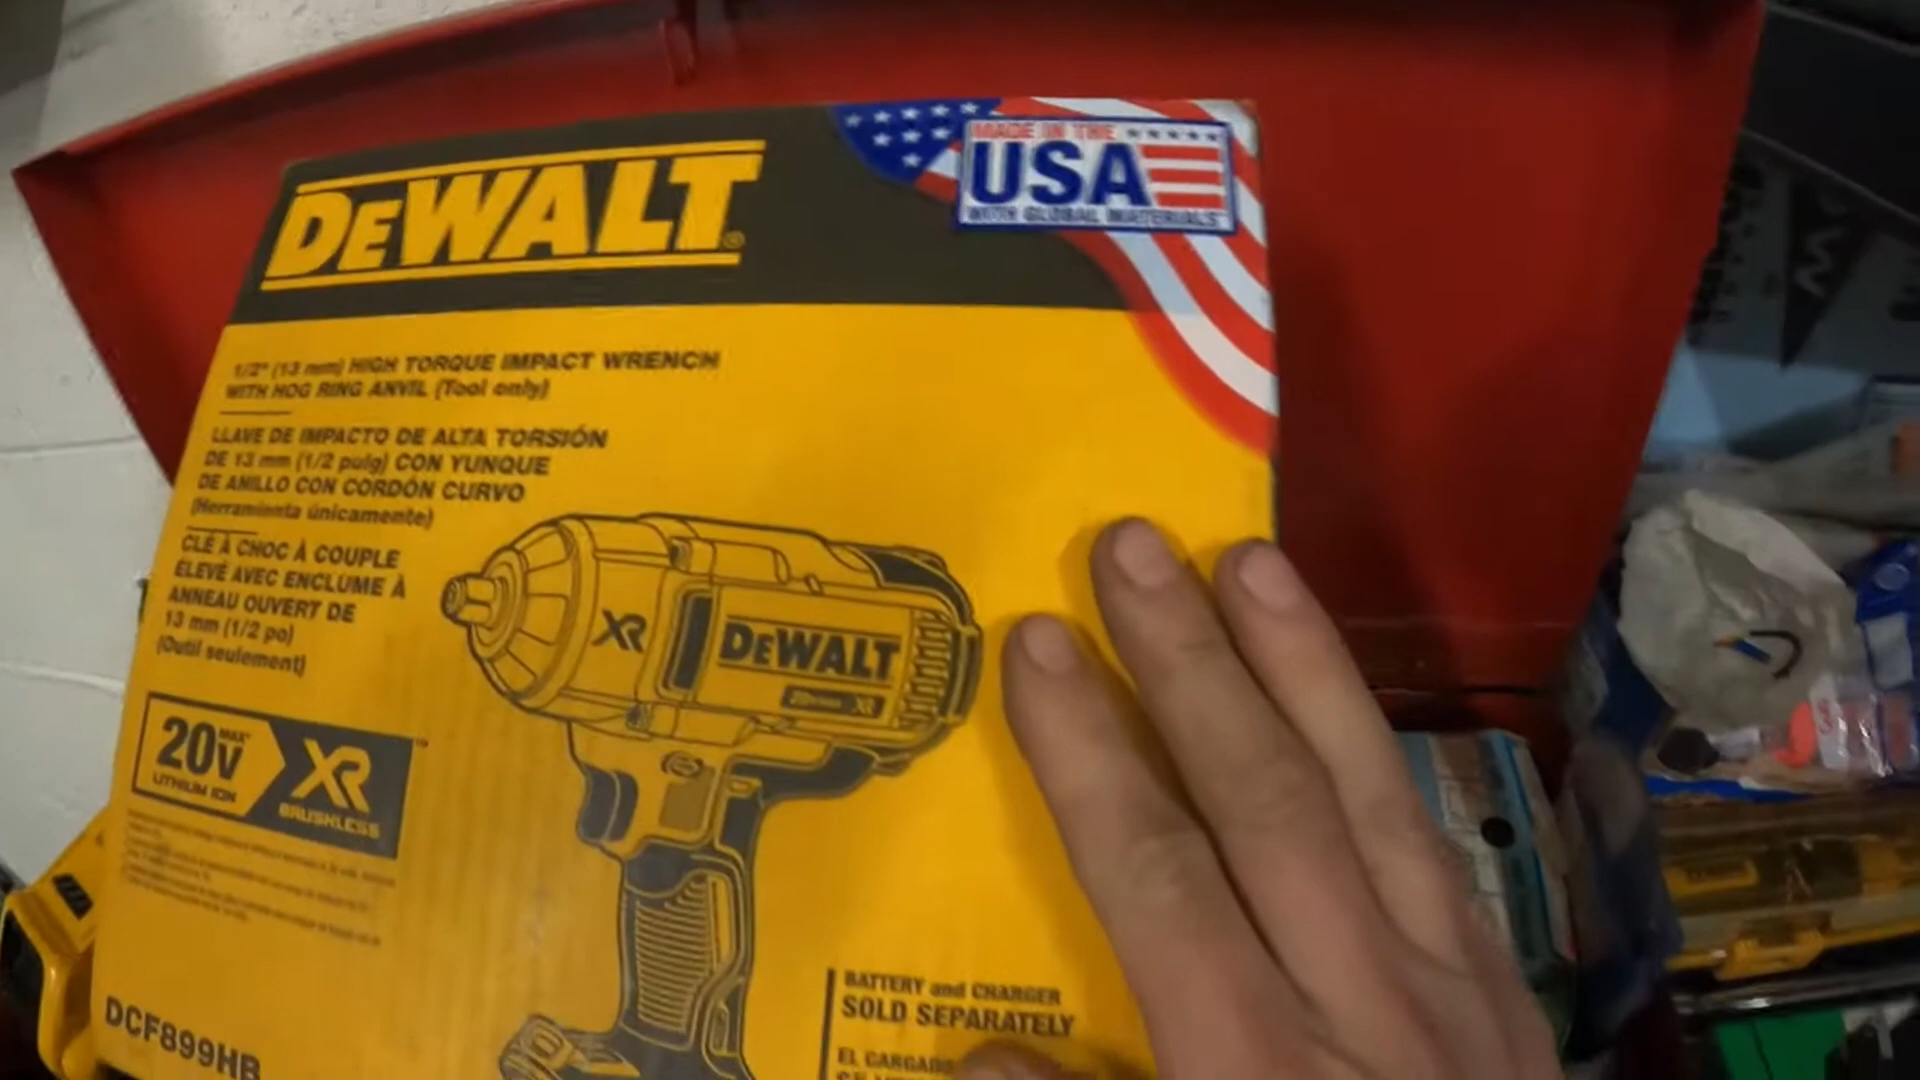 DEWALT
MADE IN THE
USA
WITH GLOBAL MATERIALS
1/2" (13 mm) HIGH TORQUE IMPACT WRENCH
WITH HOG RING ANVIL (Tool only)
LLAVE DE IMPACTO DE ALTA TORSIÓN
DE 13 mm (1/2 pulg) CON YUNQUE
DE ANILLO CON CORDÓN CURVO
(Herramienta únicamente)
CLÉ À CHOC À COUPLE
ÉLEVÉ AVEC ENCLUME À
ANNEAU OUVERT DE
13 mm (1/2 po)
(Outil seulement)
XR
DEWALT
20V MAX*
LITHIUM ION
XR™
BRUSHLESS
DCF899HB
BATTERY and CHARGER
SOLD SEPARATELY
EL CARGADO